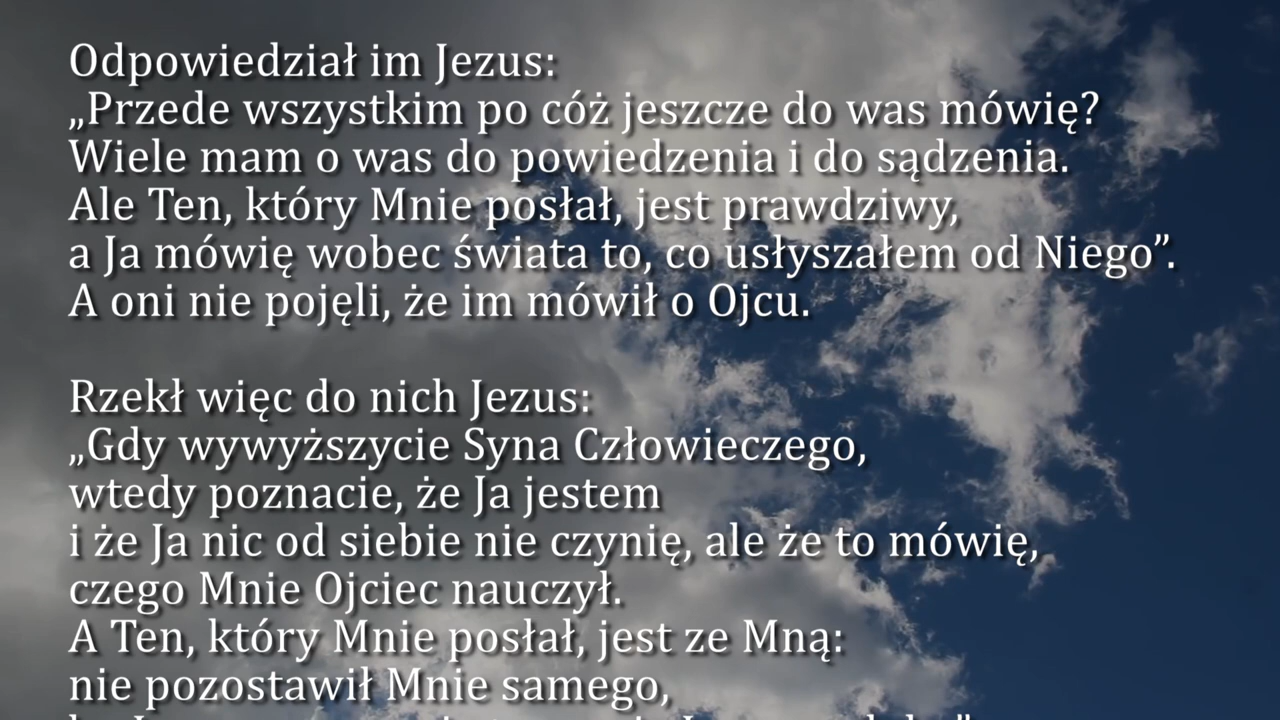 Odpowiedział im Jezus:
„Przede wszystkim po cóż jeszcze do was mówię?
Wiele mam o was do powiedzenia i do sądzenia.
Ale Ten, który Mnie posłał, jest prawdziwy,
a Ja mówię wobec świata to, co usłyszałem od Niego”.
A oni nie pojęli, że im mówił o Ojcu.
Rzekł więc do nich Jezus:
„Gdy wywyższycie Syna Człowieczego,
wtedy poznacie, że Ja jestem
i że Ja nic od siebie nie czynię, ale że to mówię,
czego Mnie Ojciec nauczył.
A Ten, który Mnie posłał, jest ze Mną:
nie pozostawił Mnie samego,